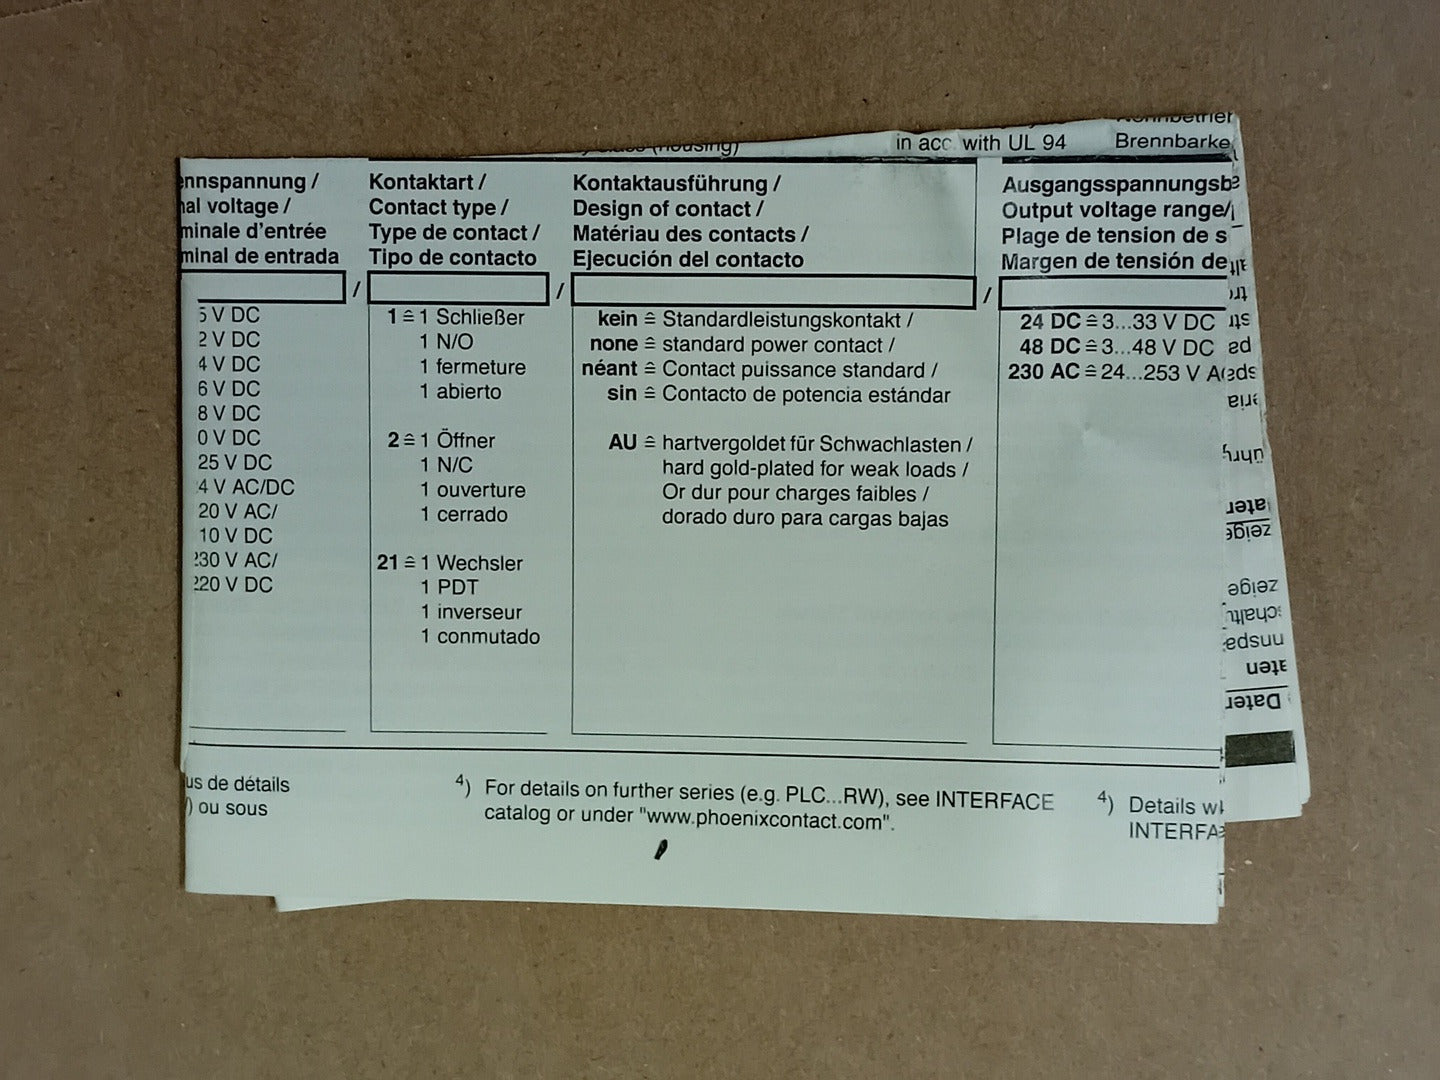 in acc. with UL 94 Brennbarke
ennspannung /
nal voltage /
minale d'entrée
minal de entrada
5 V DC
2 V DC
4 V DC
6 V DC
8 V DC
0 V DC
25 V DC
4 V AC/DC
20 V AC/
10 V DC
230 V AC/
220 V DC
/
Kontaktart /
Contact type /
Type de contact /
Tipo de contacto
1 ≙ 1 Schließer
1 N/O
1 fermeture
1 abierto
2 ≙ 1 Öffner
1 N/C
1 ouverture
1 cerrado
21 ≙ 1 Wechsler
1 PDT
1 inverseur
1 conmutado
/
Kontaktausführung /
Design of contact /
Matériau des contacts /
Ejecución del contacto
kein ≙ Standardleistungskontakt /
none ≙ standard power contact /
néant ≙ Contact puissance standard /
sin ≙ Contacto de potencia estándar
AU ≙ hartvergoldet für Schwachlasten /
hard gold-plated for weak loads /
Or dur pour charges faibles /
dorado duro para cargas bajas
/
Ausgangsspannungsb
Output voltage range/
Plage de tension de s
Margen de tensión de
24 DC ≙ 3...33 V DC
48 DC ≙ 3...48 V DC
230 AC ≙ 24...253 V A
us de détails
) ou sous
4) For details on further series (e.g. PLC...RW), see INTERFACE
catalog or under "www.phoenixcontact.com".
4) Details w
INTERFA
Daten
aten
nnsp
schalt
zeige
zeige
aten
ühr